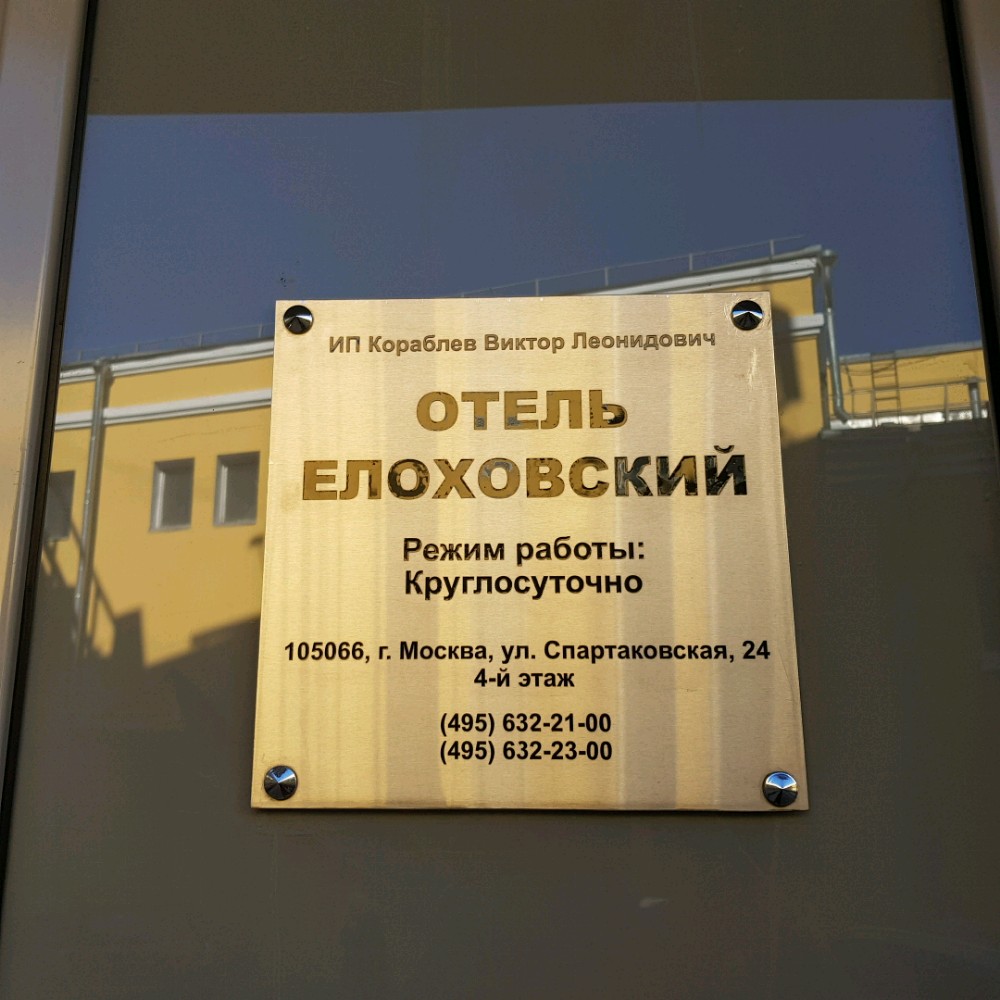 ИП Кораблев Виктор Леонидович
ОТЕЛЬ
ЕЛОХОВСКИЙ
Режим работы:
Круглосуточно
105066, г. Москва, ул. Спартаковская, 24
4-й этаж
(495) 632-21-00
(495) 632-23-00